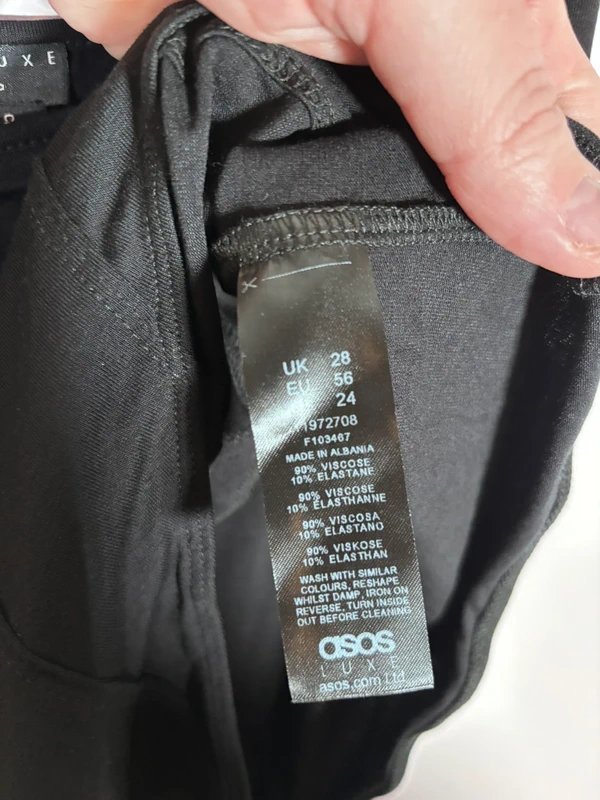 U X E
UK 28
EU 56
24
1972708
F103467
MADE IN ALBANIA
90% VISCOSE
10% ELASTANE
90% VISCOSE
10% ELASTHANNE
90% VISCOSA
10% ELASTANO
90% VISKOSE
10% ELASTHAN
WASH WITH SIMILAR
COLOURS, RESHAPE
WHILST DAMP, IRON ON
REVERSE, TURN INSIDE
OUT BEFORE CLEANING
asos
LUXE
asos.com Ltd